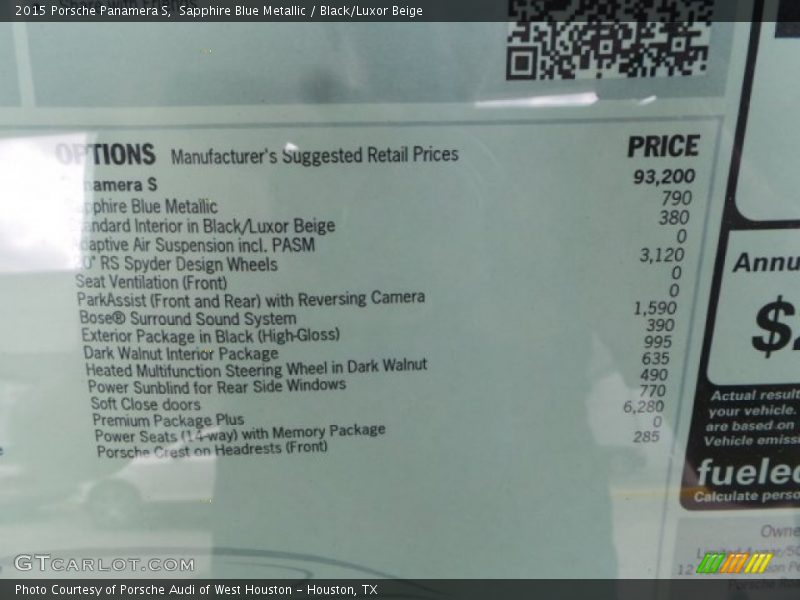 2015 Porsche Panamera S, Sapphire Blue Metallic / Black/Luxor Beige
OPTIONS Manufacturer's Suggested Retail Prices PRICE
namera S 93,200
pphire Blue Metallic 790
andard Interior in Black/Luxor Beige 380
aptive Air Suspension incl. PASM 0
0" RS Spyder Design Wheels 3,120
Seat Ventilation (Front) 0
ParkAssist (Front and Rear) with Reversing Camera 0
Bose® Surround Sound System 1,590
Exterior Package in Black (High-Gloss) 390
Dark Walnut Interior Package 995
Heated Multifunction Steering Wheel in Dark Walnut 635
Power Sunblind for Rear Side Windows 490
Soft Close doors 770
Premium Package Plus 6,280
Power Seats (14-way) with Memory Package 0
Porsche Crest on Headrests (Front) 285
Annu
$2
Actual result
your vehicle.
are based on
Vehicle emiss
fuelec
Calculate perso
Owne
GTCARLOT.COM
Photo Courtesy of Porsche Audi of West Houston - Houston, TX